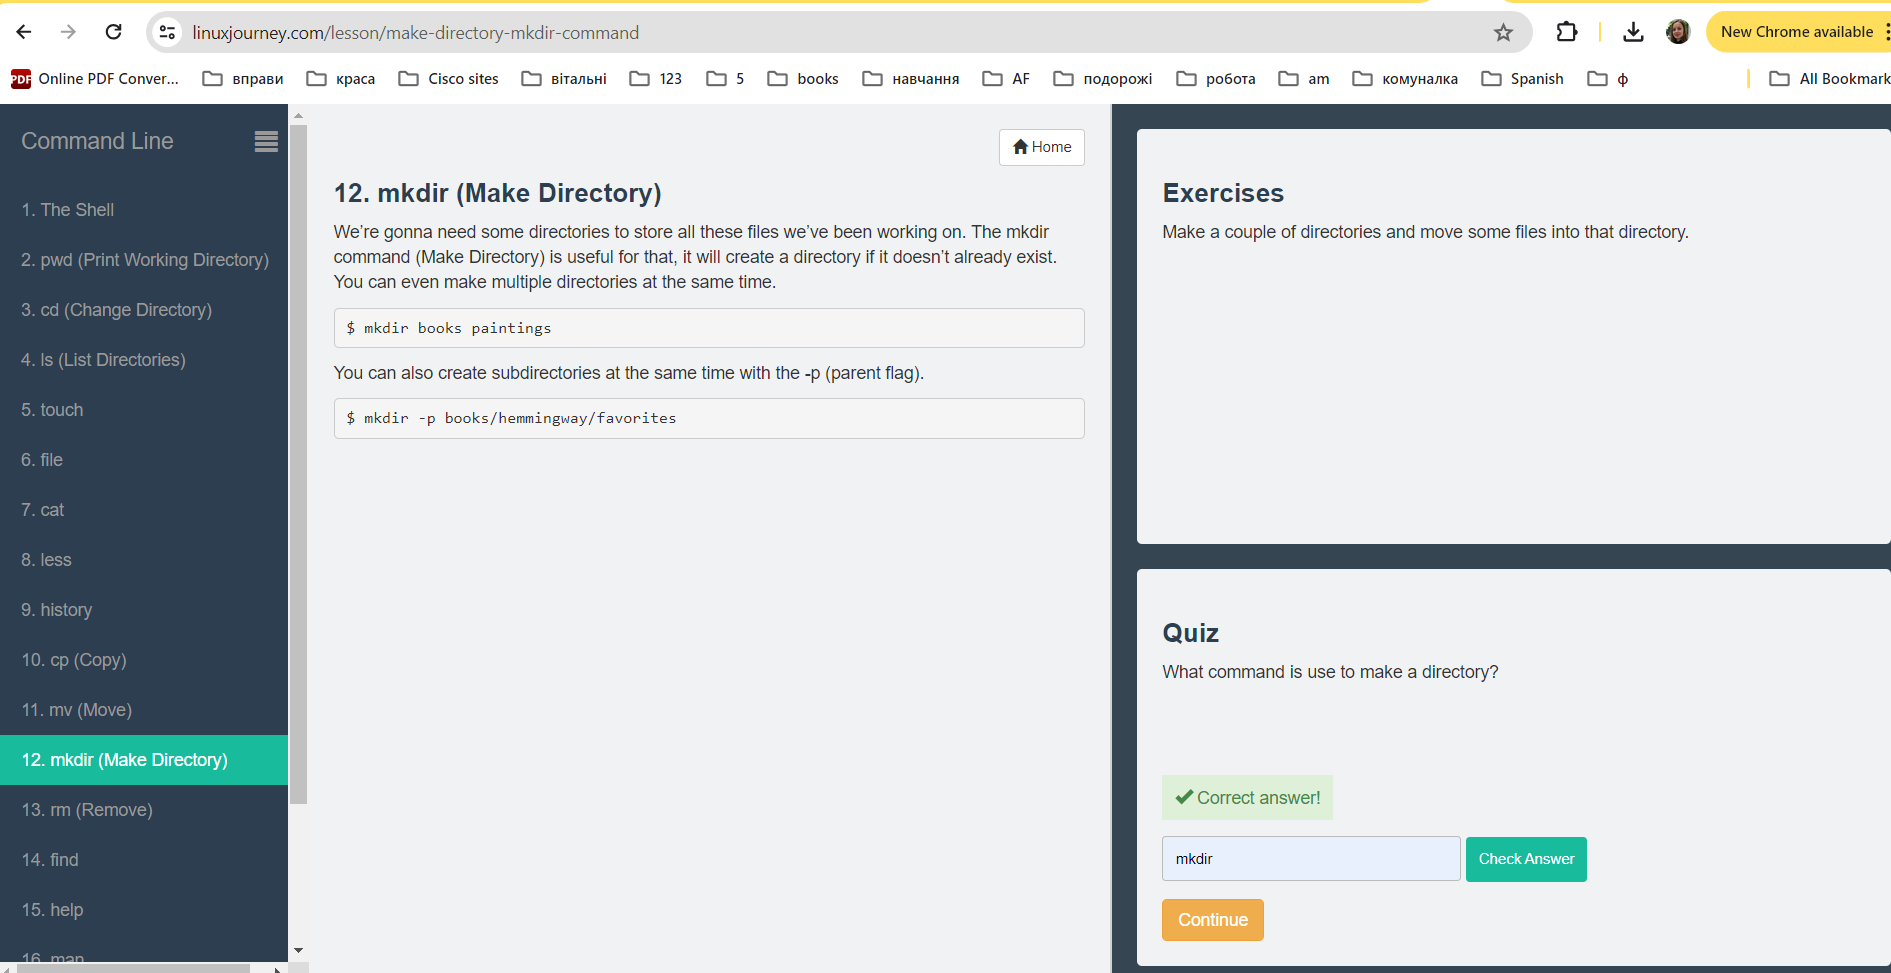 linuxjourney.com/lesson/make-directory-mkdir-command
New Chrome available
PDF
Online PDF Conver...
вправи
краса
Cisco sites
вітальні
123
5
books
навчання
AF
подорожі
робота
am
комуналка
Spanish
ф
All Bookmark
Command Line
1. The Shell
2. pwd (Print Working Directory)
3. cd (Change Directory)
4. ls (List Directories)
5. touch
6. file
7. cat
8. less
9. history
10. cp (Copy)
11. mv (Move)
12. mkdir (Make Directory)
13. rm (Remove)
14. find
15. help
16. man
Home
12. mkdir (Make Directory)
We’re gonna need some directories to store all these files we’ve been working on. The mkdir
command (Make Directory) is useful for that, it will create a directory if it doesn’t already exist.
You can even make multiple directories at the same time.
$ mkdir books paintings
You can also create subdirectories at the same time with the -p (parent flag).
$ mkdir -p books/hemmingway/favorites
Exercises
Make a couple of directories and move some files into that directory.
Quiz
What command is use to make a directory?
Correct answer!
mkdir
Check Answer
Continue